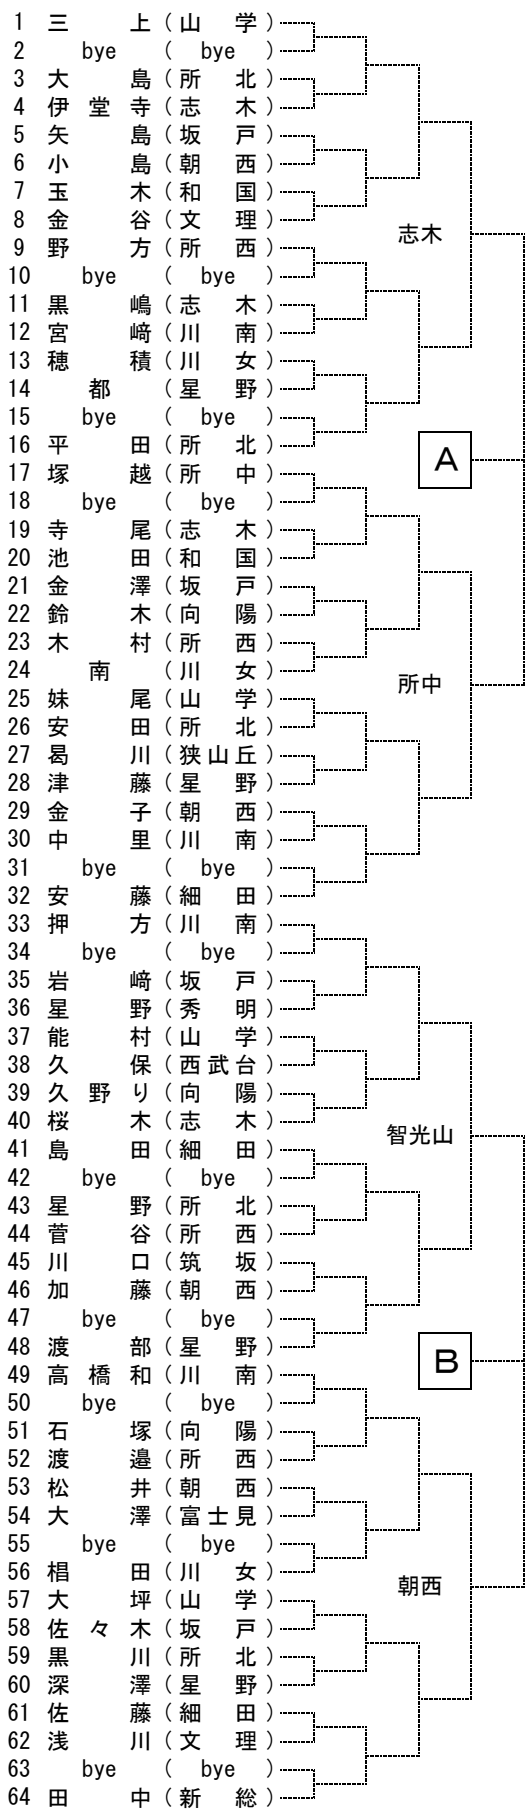 1 三 上 ( 山 学 )
2 bye ( bye )
3 大 島 ( 所 北 )
4 伊 堂 寺 ( 志 木 )
5 矢 島 ( 坂 戸 )
6 小 島 ( 朝 西 )
7 玉 木 ( 和 国 )
8 金 谷 ( 文 理 )
志木
9 野 方 ( 所 西 )
10 bye ( bye )
11 黒 嶋 ( 志 木 )
12 宮 﨑 ( 川 南 )
13 穂 積 ( 川 女 )
14 都 ( 星 野 )
15 bye ( bye )
16 平 田 ( 所 北 )
A
17 塚 越 ( 所 中 )
18 bye ( bye )
19 寺 尾 ( 志 木 )
20 池 田 ( 和 国 )
21 金 澤 ( 坂 戸 )
22 鈴 木 ( 向 陽 )
23 木 村 ( 所 西 )
24 南 ( 川 女 )
所中
25 妹 尾 ( 山 学 )
26 安 田 ( 所 北 )
27 曷 川 ( 狭 山 丘 )
28 津 藤 ( 星 野 )
29 金 子 ( 朝 西 )
30 中 里 ( 川 南 )
31 bye ( bye )
32 安 藤 ( 細 田 )
33 押 方 ( 川 南 )
34 bye ( bye )
35 岩 﨑 ( 坂 戸 )
36 星 野 ( 秀 明 )
37 能 村 ( 山 学 )
38 久 保 ( 西 武 台 )
39 久 野 り ( 向 陽 )
40 桜 木 ( 志 木 )
智光山
41 島 田 ( 細 田 )
42 bye ( bye )
43 星 野 ( 所 北 )
44 菅 谷 ( 所 西 )
45 川 口 ( 筑 坂 )
46 加 藤 ( 朝 西 )
47 bye ( bye )
48 渡 部 ( 星 野 )
B
49 高 橋 和 ( 川 南 )
50 bye ( bye )
51 石 塚 ( 向 陽 )
52 渡 邉 ( 所 西 )
53 松 井 ( 朝 西 )
54 大 澤 ( 富 士 見 )
55 bye ( bye )
56 椙 田 ( 川 女 )
朝西
57 大 坪 ( 山 学 )
58 佐 々 木 ( 坂 戸 )
59 黒 川 ( 所 北 )
60 深 澤 ( 星 野 )
61 佐 藤 ( 細 田 )
62 浅 川 ( 文 理 )
63 bye ( bye )
64 田 中 ( 新 総 )